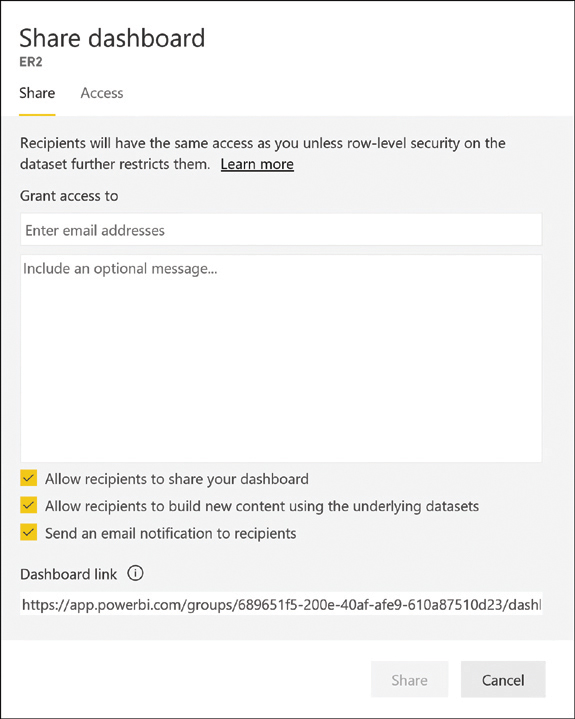 Share dashboard
ER2
Share Access
Recipients will have the same access as you unless row-level security on the
dataset further restricts them. Learn more
Grant access to
Enter email addresses
Include an optional message...
Allow recipients to share your dashboard
Allow recipients to build new content using the underlying datasets
Send an email notification to recipients
Dashboard link
https://app.powerbi.com/groups/689651f5-200e-40af-afe9-610a87510d23/dashl
Share Cancel